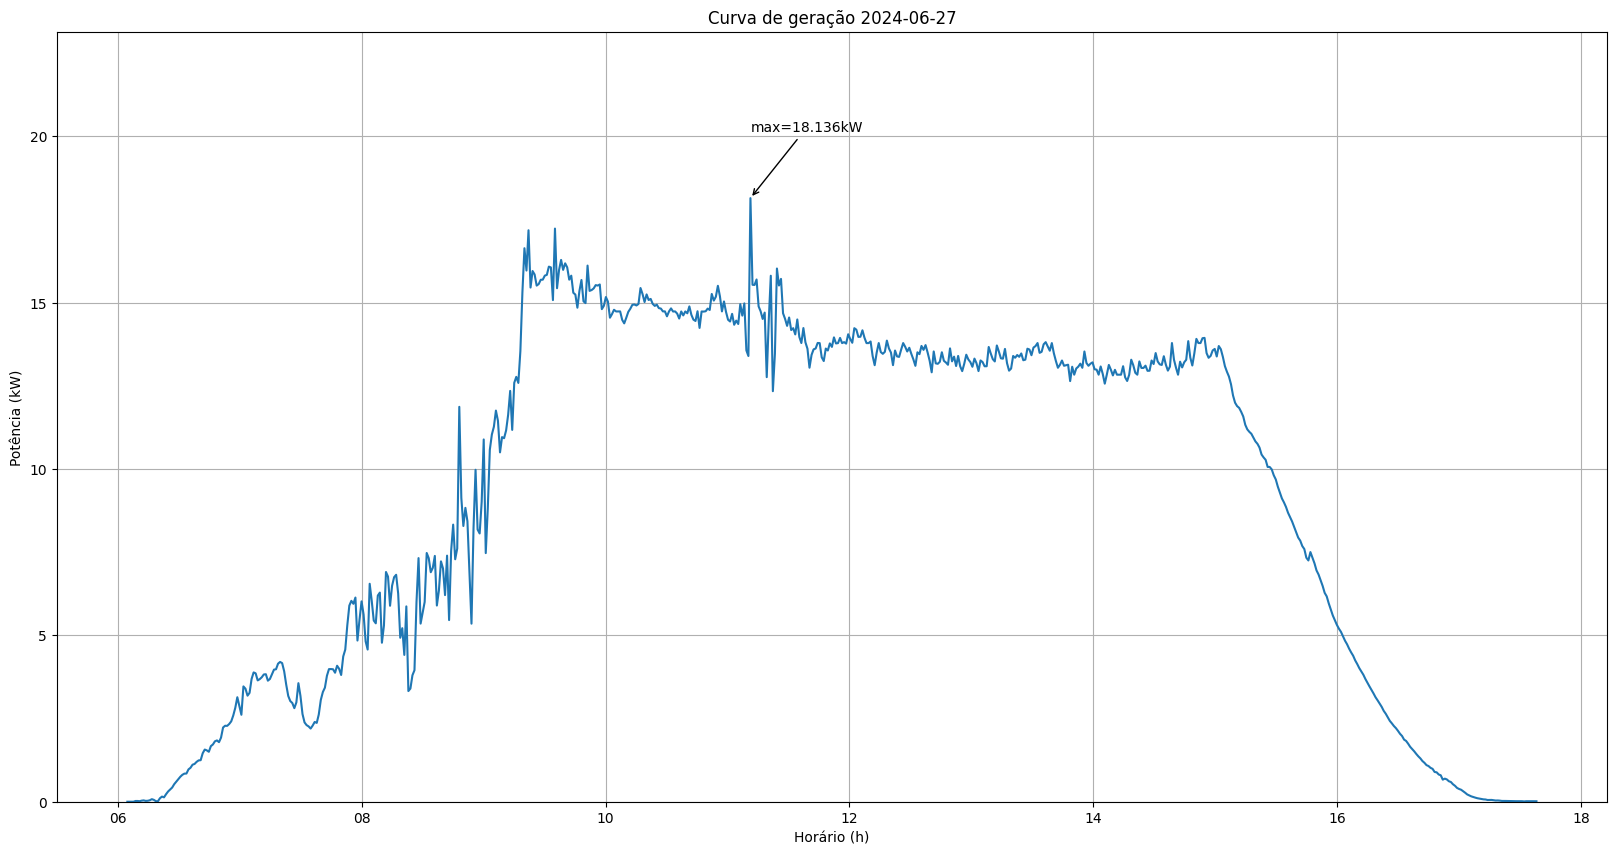 Curva de geração 2024-06-27
max=18.136kW
Potência (kW)
20
15
10
5
0
06 08 10 12 14 16 18
Horário (h)